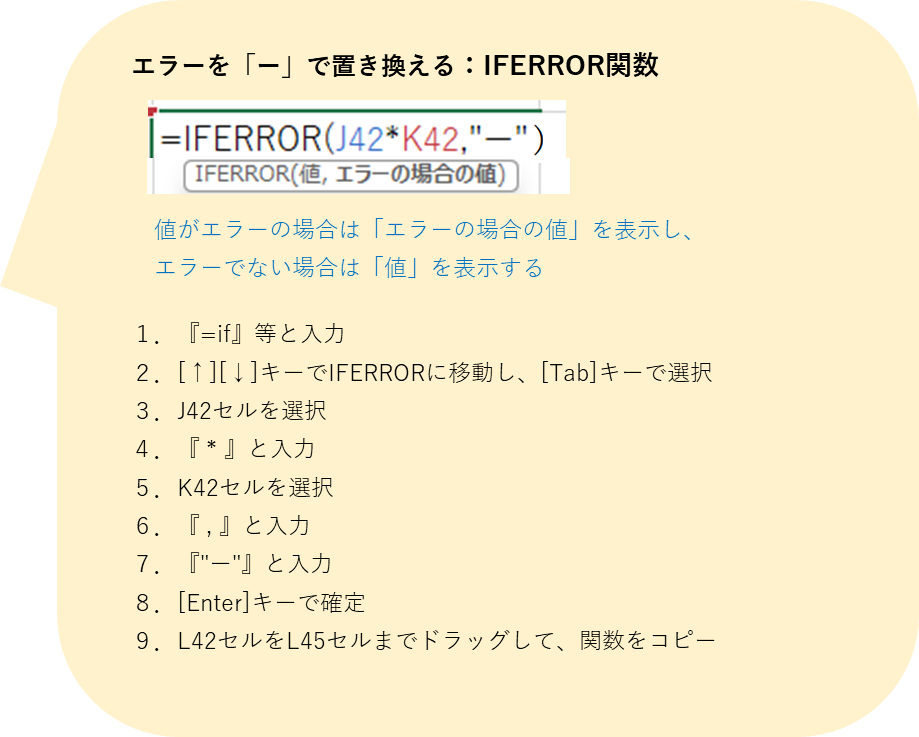 エラーを「ー」で置き換える：IFERROR関数
=IFERROR(J42*K42,"ー")
IFERROR(値, エラーの場合の値)
値がエラーの場合は「エラーの場合の値」を表示し、
エラーでない場合は「値」を表示する
１．『=if』等と入力
２．[↑][↓]キーでIFERRORに移動し、[Tab]キーで選択
３．J42セルを選択
４．『 * 』と入力
５．K42セルを選択
６．『 , 』と入力
７．『"ー"』と入力
８．[Enter]キーで確定
９．L42セルをL45セルまでドラッグして、関数をコピー